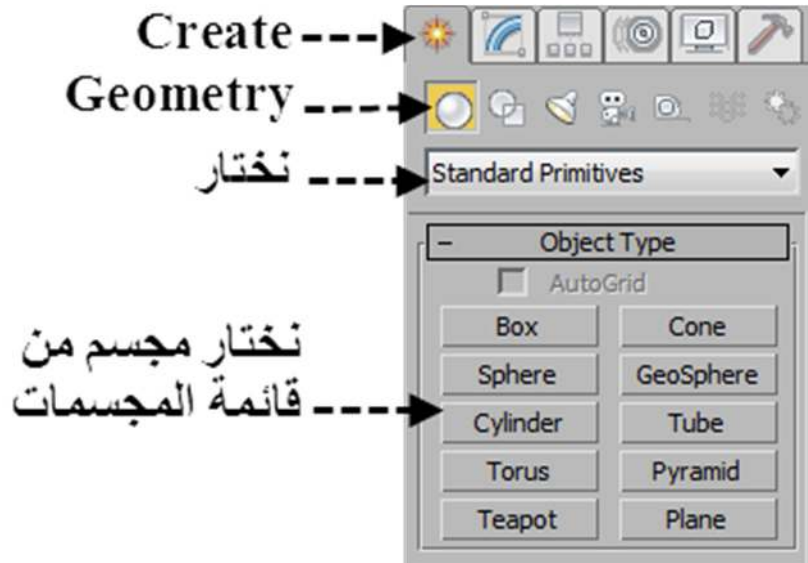 Create
Geometry
نختار
Standard Primitives
Object Type
AutoGrid
Box Cone
Sphere GeoSphere
نختار مجسم من
قائمة المجسمات
Cylinder Tube
Torus Pyramid
Teapot Plane